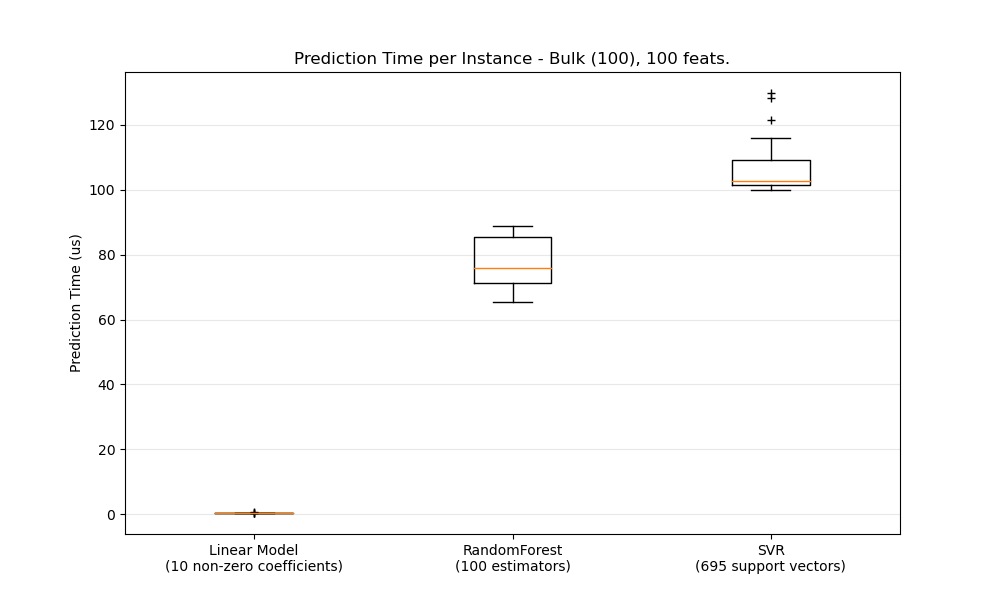 Prediction Time per Instance - Bulk (100), 100 feats.
Prediction Time (us)
120
100
80
60
40
20
0
Linear Model
(10 non-zero coefficients)
RandomForest
(100 estimators)
SVR
(695 support vectors)